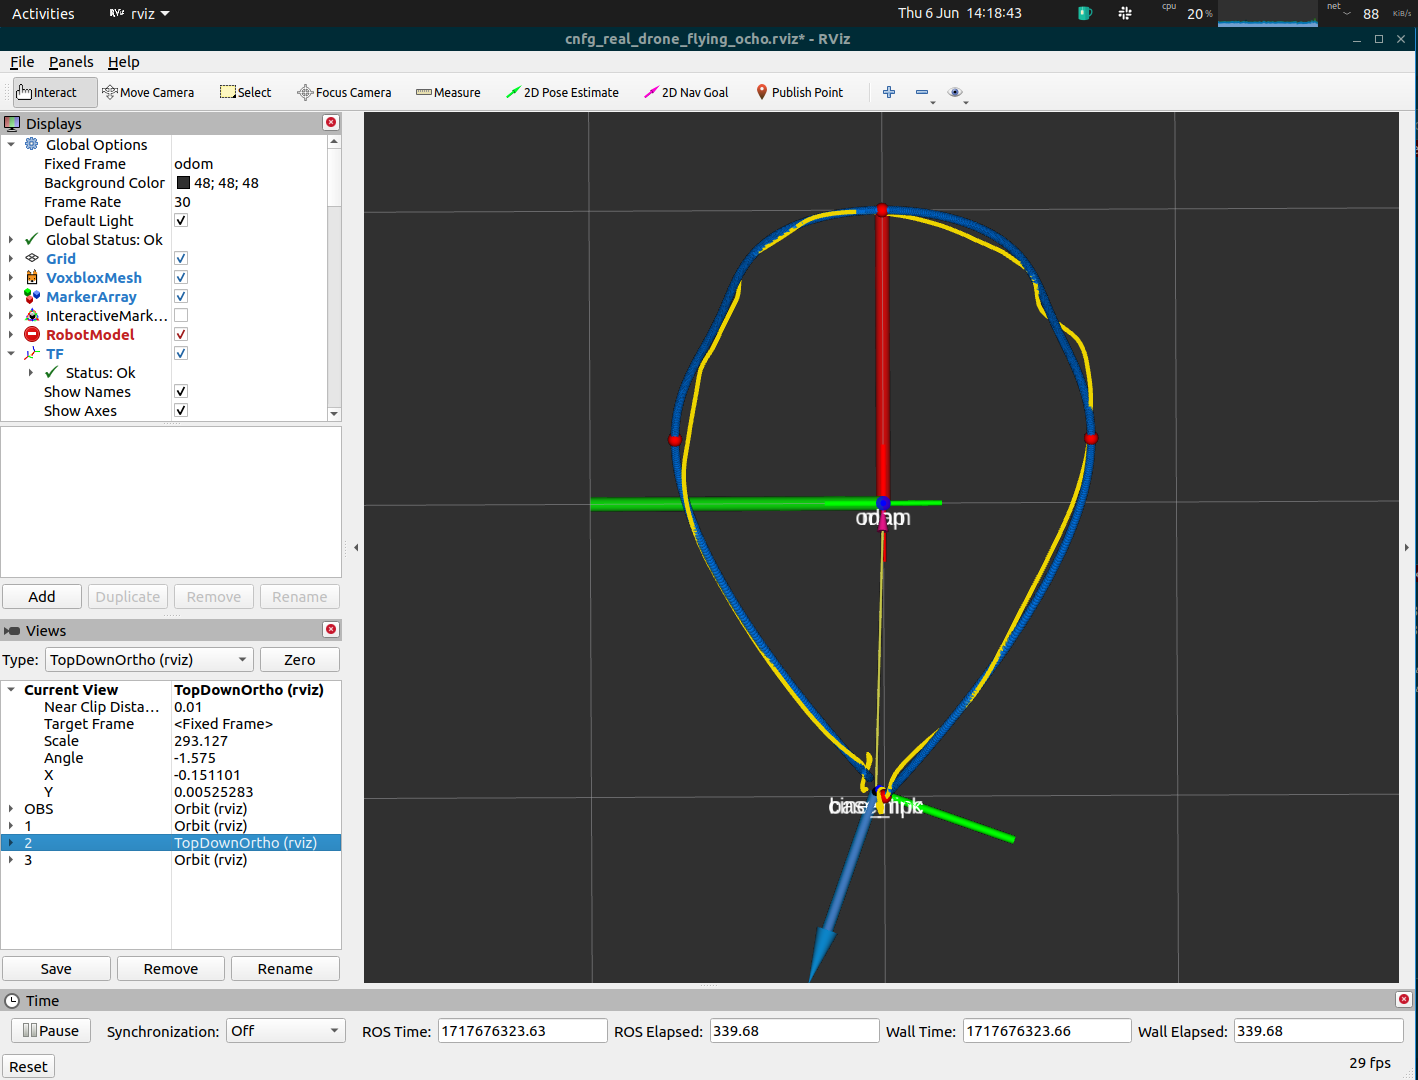 Activities rviz Thu 6 Jun 14:18:43 cpu 20 % net 88 KiB/s
cnfg_real_drone_flying_ocho.rviz* - RViz
File Panels Help
Interact Move Camera Select Focus Camera Measure 2D Pose Estimate 2D Nav Goal Publish Point
Displays
Global Options
Fixed Frame odom
Background Color 48; 48; 48
Frame Rate 30
Default Light
Global Status: Ok
Grid
VoxbloxMesh
MarkerArray
InteractiveMark...
RobotModel
TF
Status: Ok
Show Names
Show Axes
Add Duplicate Remove Rename
Views
Type: TopDownOrtho (rviz) Zero
Current View TopDownOrtho (rviz)
Near Clip Dista... 0.01
Target Frame <Fixed Frame>
Scale 293.127
Angle -1.575
X -0.151101
Y 0.00525283
OBS Orbit (rviz)
1 Orbit (rviz)
2 TopDownOrtho (rviz)
3 Orbit (rviz)
Save Remove Rename
odom
map
Time
Pause Synchronization: Off ROS Time: 1717676323.63 ROS Elapsed: 339.68 Wall Time: 1717676323.66 Wall Elapsed: 339.68
Reset 29 fps